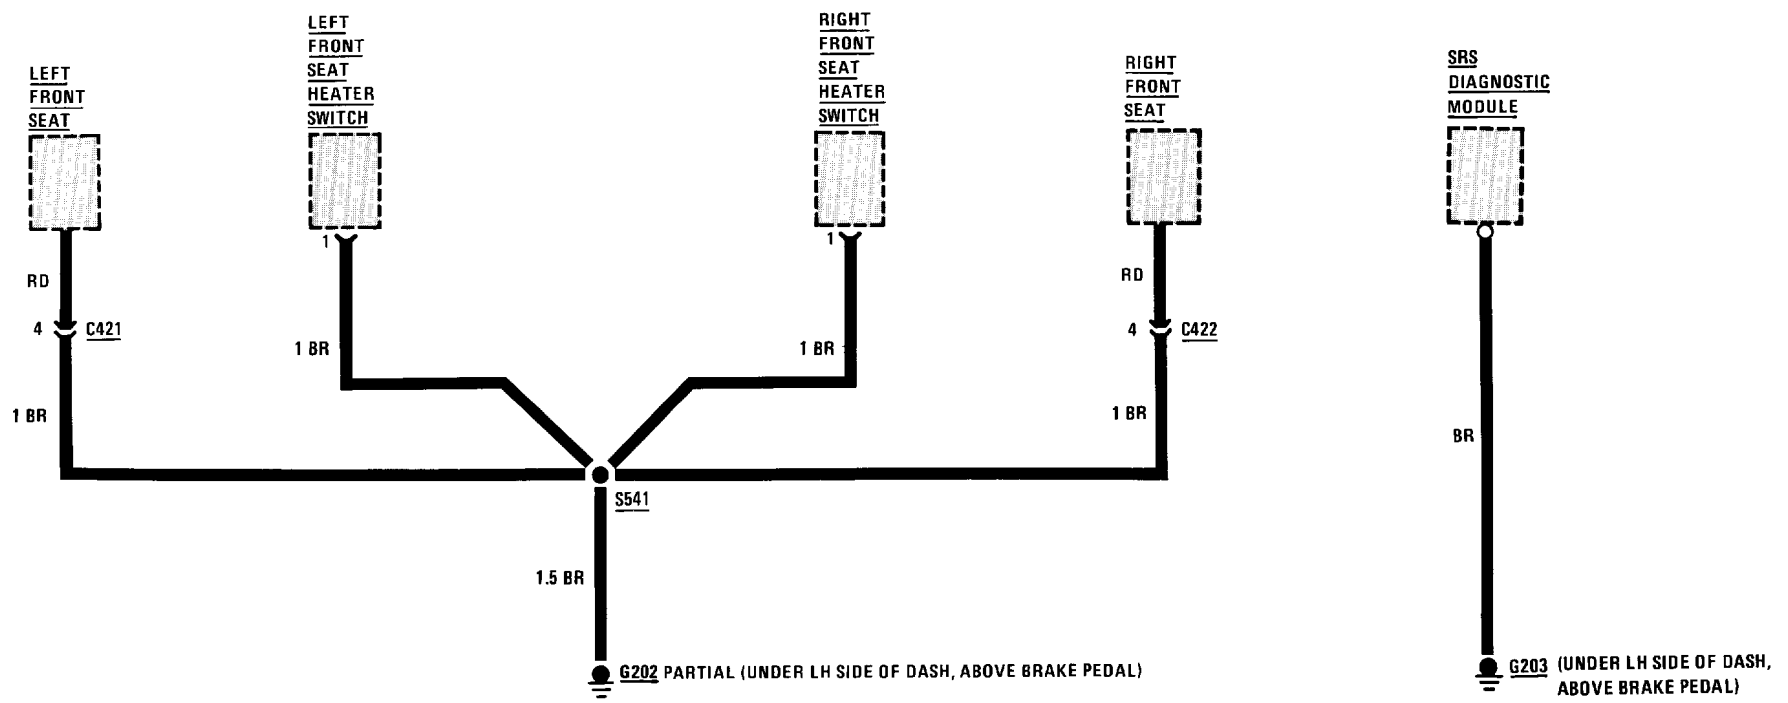 LEFT
FRONT
SEAT
LEFT
FRONT
SEAT
HEATER
SWITCH
RIGHT
FRONT
SEAT
HEATER
SWITCH
RIGHT
FRONT
SEAT
SRS
DIAGNOSTIC
MODULE
1
1
RD
RD
4 C421
4 C422
1 BR
1 BR
1 BR
1 BR
BR
S541
1.5 BR
G202 PARTIAL (UNDER LH SIDE OF DASH, ABOVE BRAKE PEDAL)
G203 (UNDER LH SIDE OF DASH,
ABOVE BRAKE PEDAL)